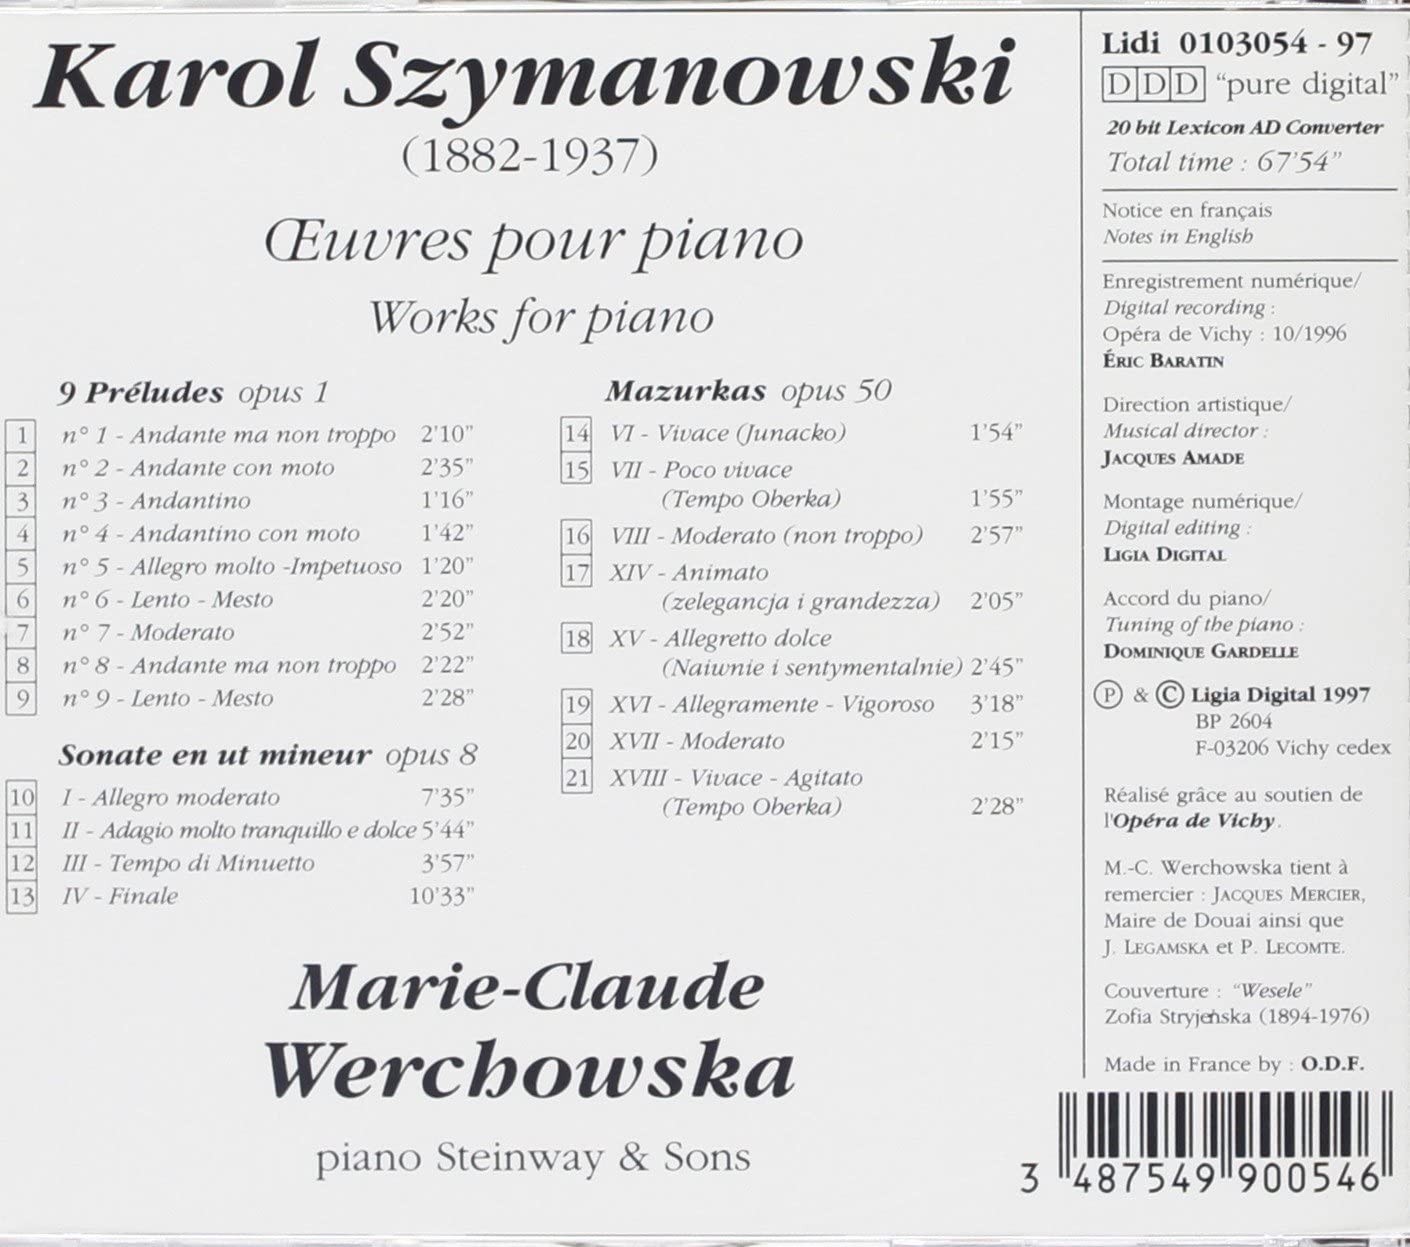 Karol Szymanowski
(1882-1937)
Œuvres pour piano
Works for piano
9 Préludes opus 1
1 n° 1 - Andante ma non troppo 2'10"
2 n° 2 - Andante con moto 2'35"
3 n° 3 - Andantino 1'16"
4 n° 4 - Andantino con moto 1'42"
5 n° 5 - Allegro molto -Impetuoso 1'20"
6 n° 6 - Lento - Mesto 2'20"
7 n° 7 - Moderato 2'52"
8 n° 8 - Andante ma non troppo 2'22"
9 n° 9 - Lento - Mesto 2'28"
Sonate en ut mineur opus 8
10 I - Allegro moderato 7'35"
11 II - Adagio molto tranquillo e dolce 5'44"
12 III - Tempo di Minuetto 3'57"
13 IV - Finale 10'33"
Mazurkas opus 50
14 VI - Vivace (Junacko) 1'54"
15 VII - Poco vivace
(Tempo Oberka) 1'55"
16 VIII - Moderato (non troppo) 2'57"
17 XIV - Animato
(zelegancja i grandezza) 2'05"
18 XV - Allegretto dolce
(Naiwnie i sentymentalnie) 2'45"
19 XVI - Allegramente - Vigoroso 3'18"
20 XVII - Moderato 2'15"
21 XVIII - Vivace - Agitato
(Tempo Oberka) 2'28"
Marie-Claude
Werchowska
piano Steinway & Sons
Lidi 0103054 - 97
DDD "pure digital"
20 bit Lexicon AD Converter
Total time : 67'54"
Notice en français
Notes in English
Enregistrement numérique/
Digital recording :
Opéra de Vichy : 10/1996
ÉRIC BARATIN
Direction artistique/
Musical director :
JACQUES AMADE
Montage numérique/
Digital editing :
LIGIA DIGITAL
Accord du piano/
Tuning of the piano :
DOMINIQUE GARDELLE
Ⓟ & © Ligia Digital 1997
BP 2604
F-03206 Vichy cedex
Réalisé grâce au soutien de
l'Opéra de Vichy.
M.-C. Werchowska tient à
remercier : JACQUES MERCIER,
Maire de Douai ainsi que
J. LEGAMSKA et P. LECOMTE.
Couverture : "Wesele"
Zofia Stryjeńska (1894-1976)
Made in France by : O.D.F.
3 487549 900546